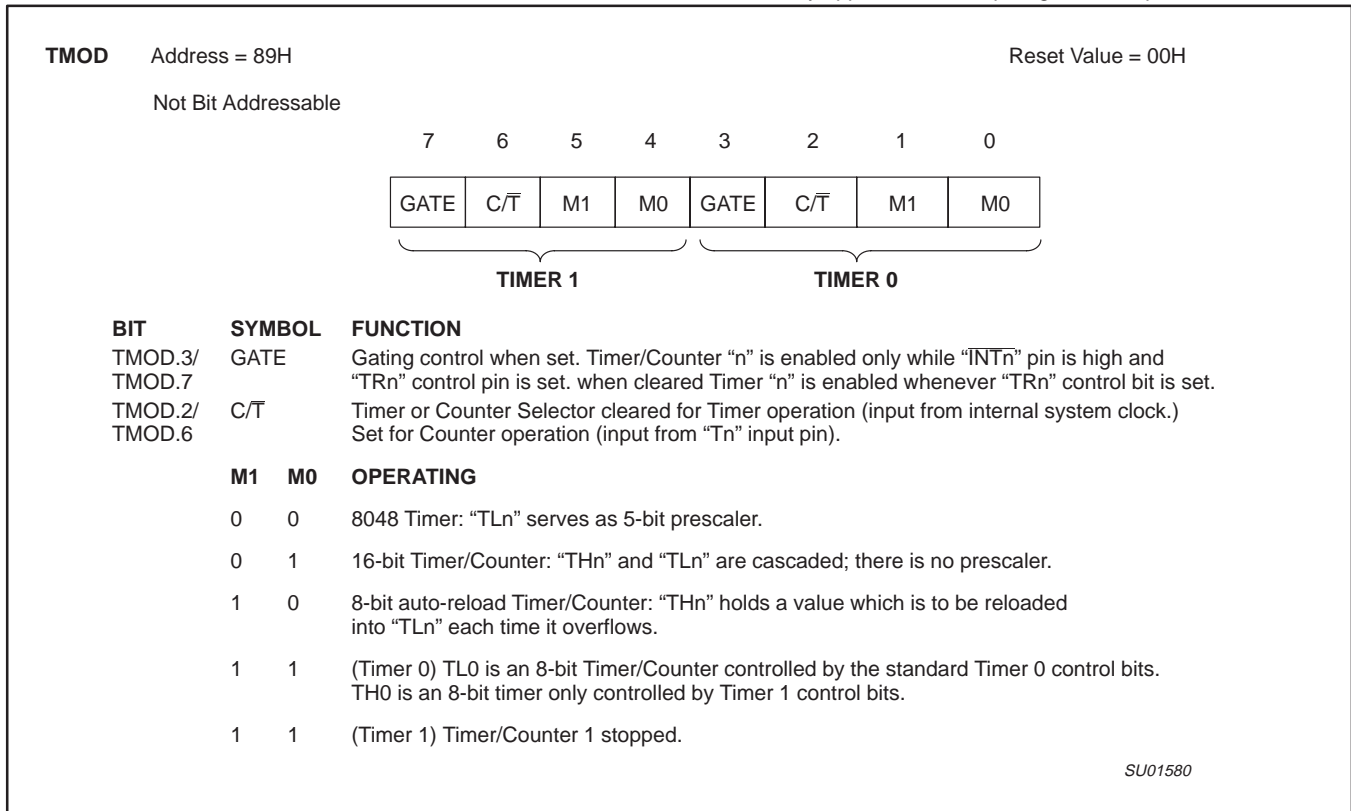 TMOD Address = 89H Reset Value = 00H
Not Bit Addressable
7 6 5 4 3 2 1 0
GATE C/T̅ M1 M0 GATE C/T̅ M1 M0
TIMER 1 TIMER 0
BIT SYMBOL FUNCTION
TMOD.3/ GATE Gating control when set. Timer/Counter “n” is enabled only while “I̅N̅T̅n̅” pin is high and
TMOD.7 “TRn” control pin is set. when cleared Timer “n” is enabled whenever “TRn” control bit is set.
TMOD.2/ C/T̅ Timer or Counter Selector cleared for Timer operation (input from internal system clock.)
TMOD.6 Set for Counter operation (input from “Tn” input pin).
M1 M0 OPERATING
0 0 8048 Timer: “TLn” serves as 5-bit prescaler.
0 1 16-bit Timer/Counter: “THn” and “TLn” are cascaded; there is no prescaler.
1 0 8-bit auto-reload Timer/Counter: “THn” holds a value which is to be reloaded
into “TLn” each time it overflows.
1 1 (Timer 0) TL0 is an 8-bit Timer/Counter controlled by the standard Timer 0 control bits.
TH0 is an 8-bit timer only controlled by Timer 1 control bits.
1 1 (Timer 1) Timer/Counter 1 stopped.
SU01580